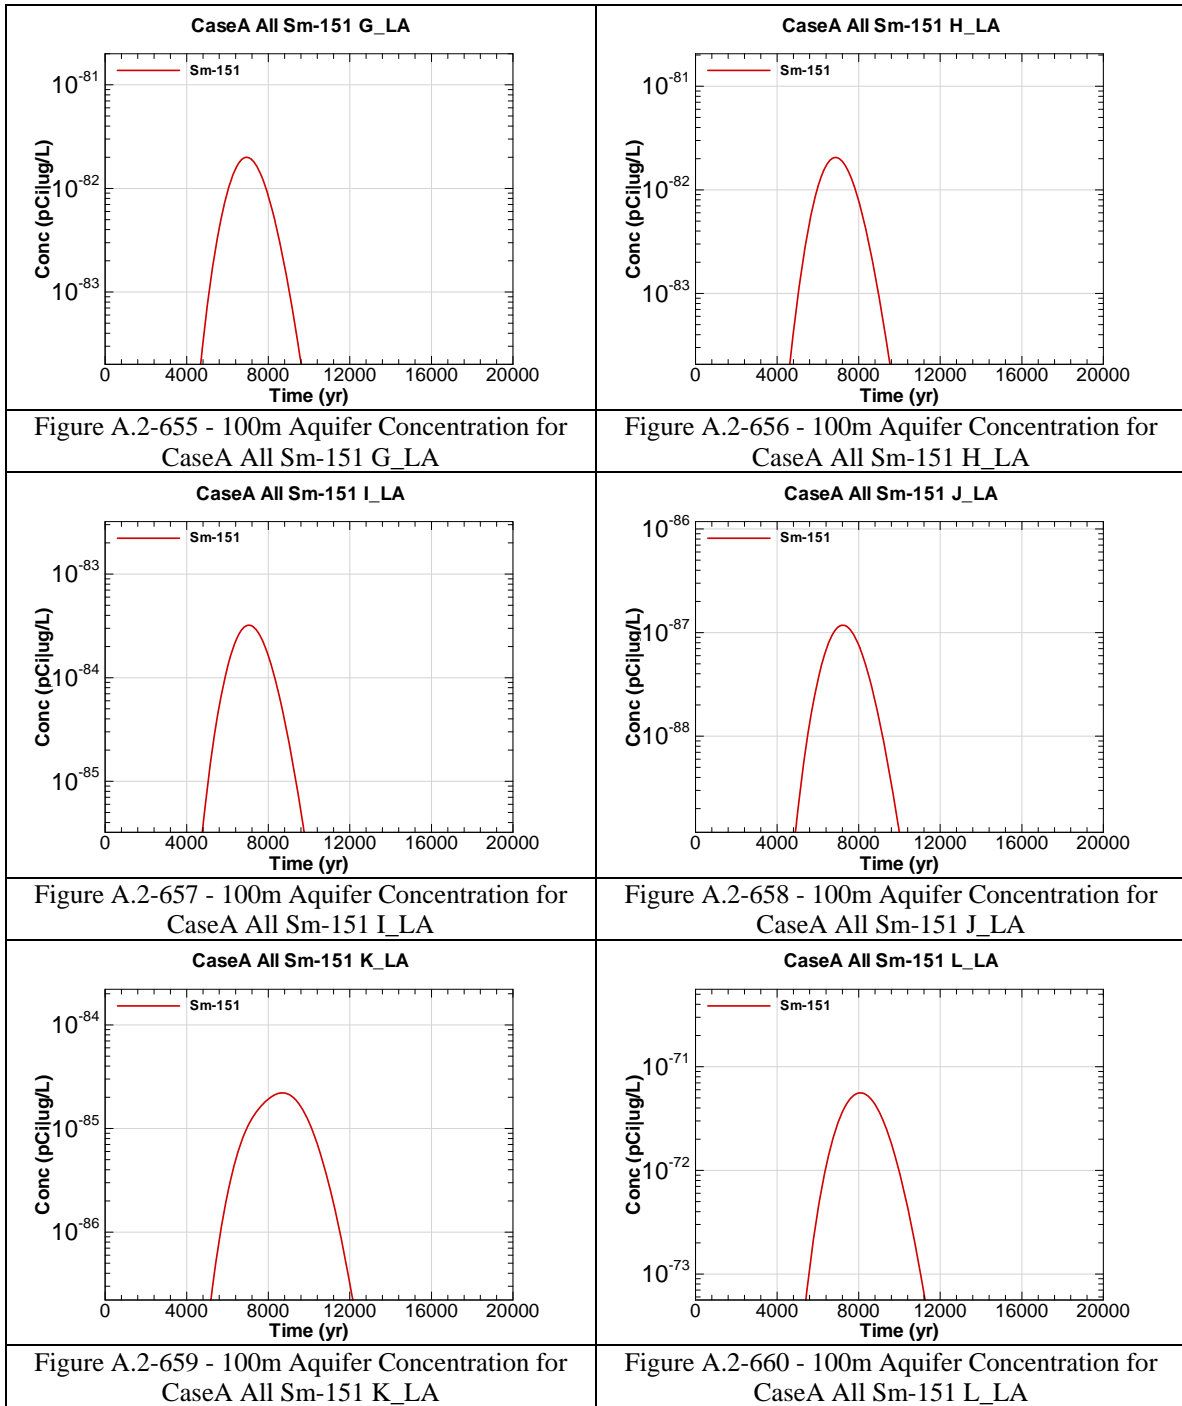 CaseA All Sm-151 G_LA
Sm-151
10-81
10-82
10-83
Conc (pCi|ug/L)
0 4000 8000 12000 16000 20000
Time (yr)
Figure A.2-655 - 100m Aquifer Concentration for
CaseA All Sm-151 G_LA
CaseA All Sm-151 H_LA
Sm-151
10-81
10-82
10-83
Conc (pCi|ug/L)
0 4000 8000 12000 16000 20000
Time (yr)
Figure A.2-656 - 100m Aquifer Concentration for
CaseA All Sm-151 H_LA
CaseA All Sm-151 I_LA
Sm-151
10-83
10-84
10-85
Conc (pCi|ug/L)
0 4000 8000 12000 16000 20000
Time (yr)
Figure A.2-657 - 100m Aquifer Concentration for
CaseA All Sm-151 I_LA
CaseA All Sm-151 J_LA
Sm-151
10-86
10-87
10-88
Conc (pCi|ug/L)
0 4000 8000 12000 16000 20000
Time (yr)
Figure A.2-658 - 100m Aquifer Concentration for
CaseA All Sm-151 J_LA
CaseA All Sm-151 K_LA
Sm-151
10-84
10-85
10-86
Conc (pCi|ug/L)
0 4000 8000 12000 16000 20000
Time (yr)
Figure A.2-659 - 100m Aquifer Concentration for
CaseA All Sm-151 K_LA
CaseA All Sm-151 L_LA
Sm-151
10-71
10-72
10-73
Conc (pCi|ug/L)
0 4000 8000 12000 16000 20000
Time (yr)
Figure A.2-660 - 100m Aquifer Concentration for
CaseA All Sm-151 L_LA